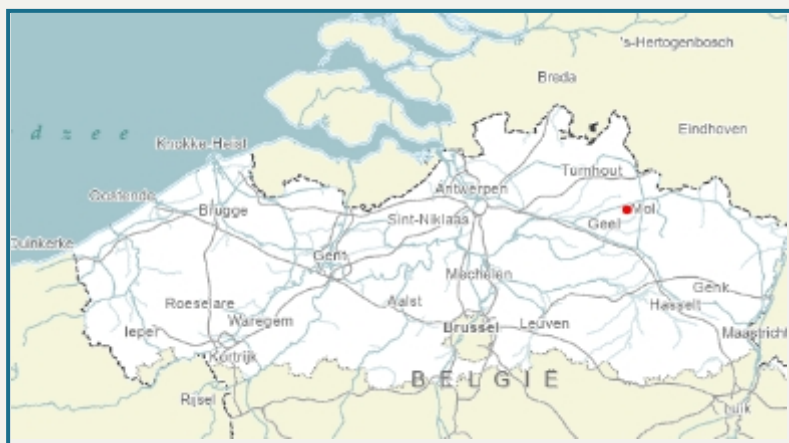 's-Hertogenbosch
Breda
d z e e
Eindhoven
Knokke-Heist
Turnhout
Antwerpen
Oostende
Brugge
Sint-Niklaas
Mol
Geel
Duinkerke
Gent
Mechelen
Genk
Roeselare
Aalst
Hasselt
Waregem
Ieper
Brussel
Leuven
Maastricht
Kortrijk
BELGIË
Rijsel
Luik